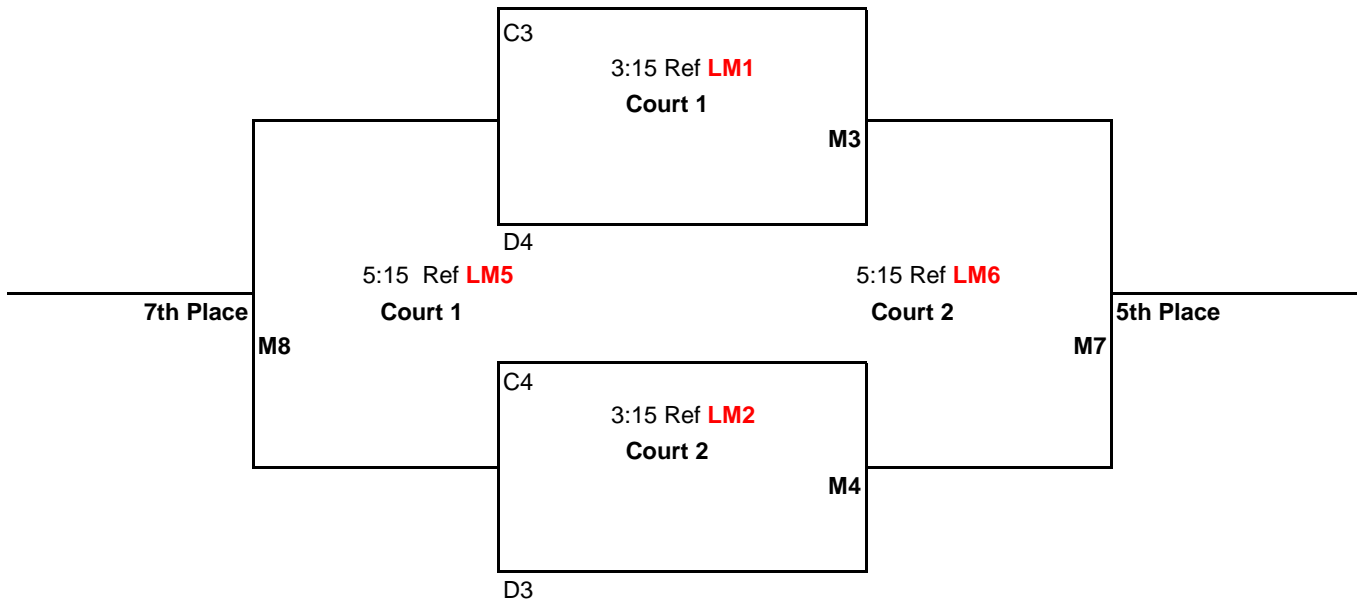 C3
3:15 Ref LM1
Court 1
M3
D4
5:15 Ref LM5
5:15 Ref LM6
7th Place
Court 1
Court 2
5th Place
M8
M7
C4
3:15 Ref LM2
Court 2
M4
D3